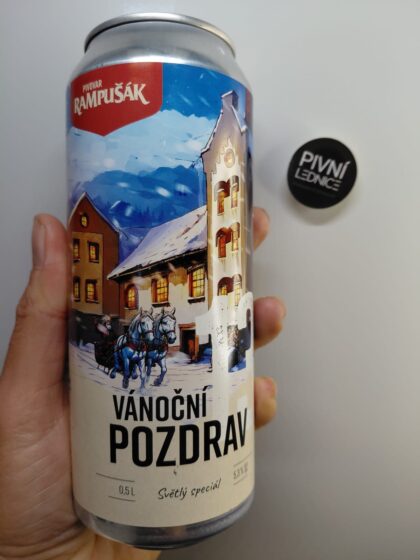 PIVOVAR
RAMPUŠÁK
PIVNÍ
LEDNICE
VÁNOČNÍ
POZDRAV
0,5 L
Světlý speciál